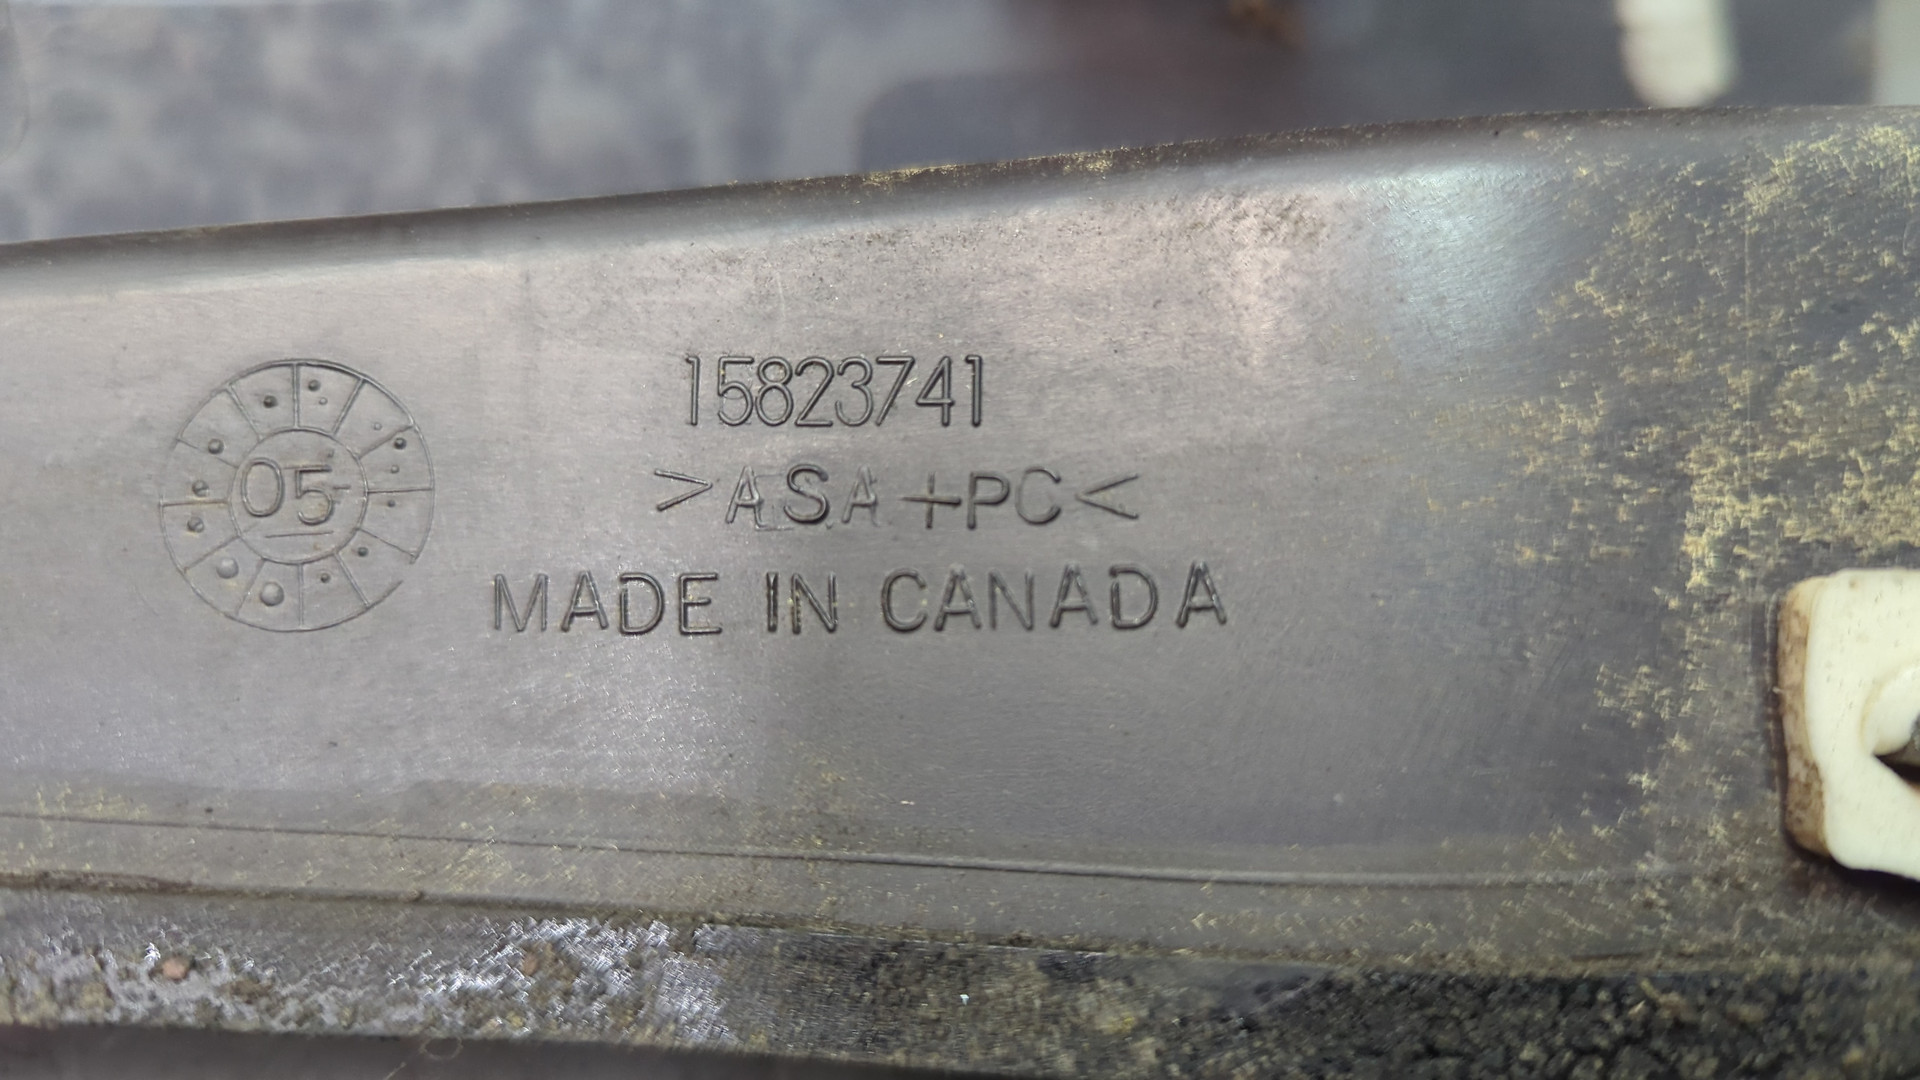 15823741
05
>ASA+PC<
MADE IN CANADA